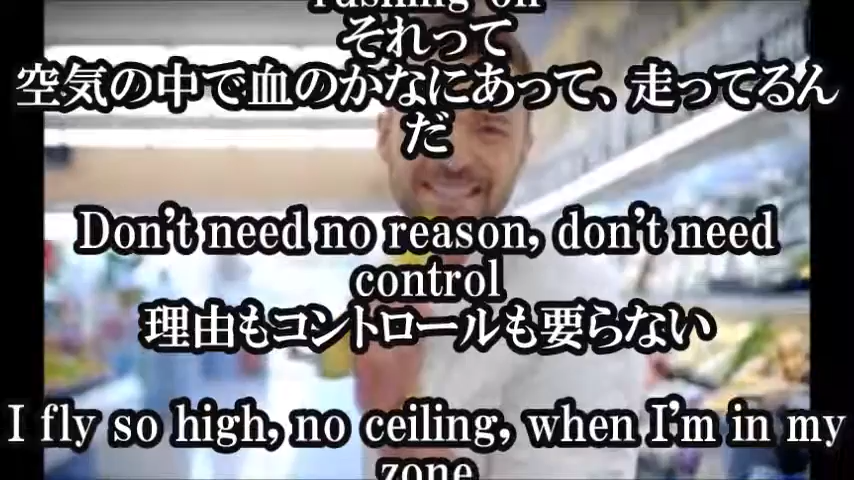 rushing on
それって
空気の中で血のかなにあって、走ってるん
だ
Don't need no reason, don't need
control
理由もコントロールも要らない
I fly so high, no ceiling, when I'm in my
zone